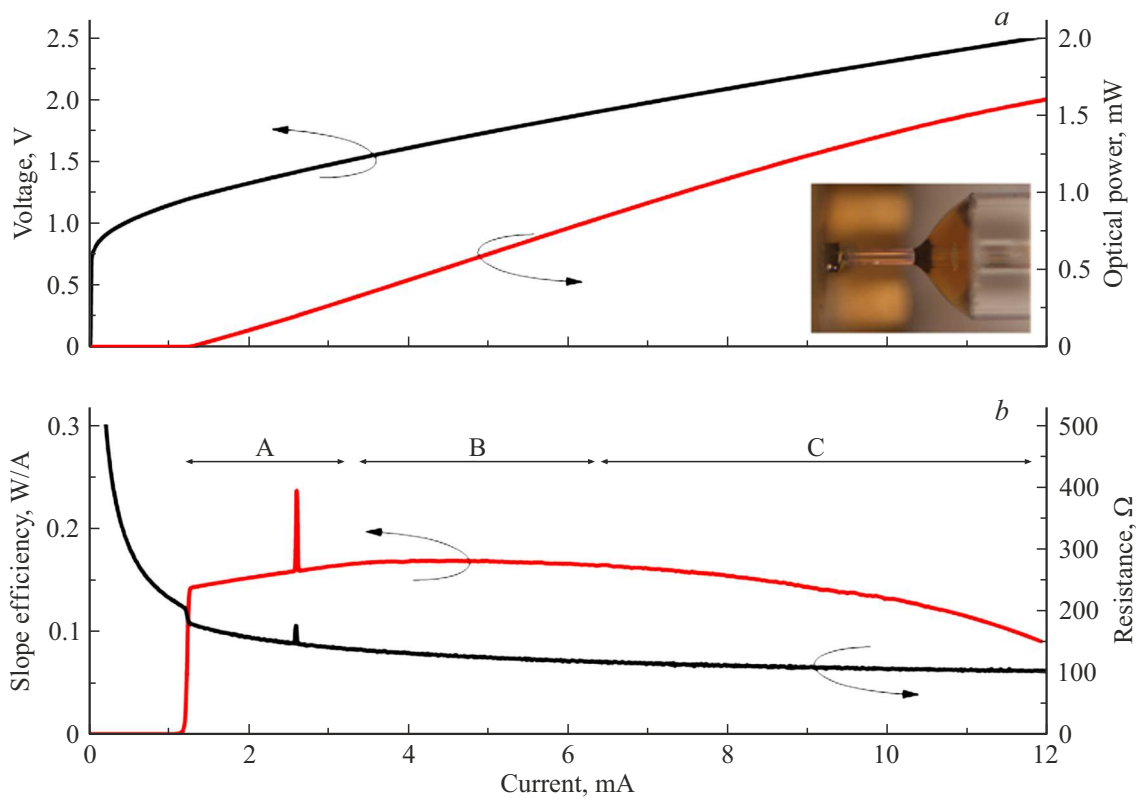 a
2.5
2.0
1.5
1.0
0.5
0
Voltage, V
2.0
1.5
1.0
0.5
0
Optical power, mW
b
0.3
0.2
0.1
0
Slope efficiency, W/A
A
B
C
500
400
300
200
100
0
Resistance, Ω
0
2
4
6
8
10
12
Current, mA